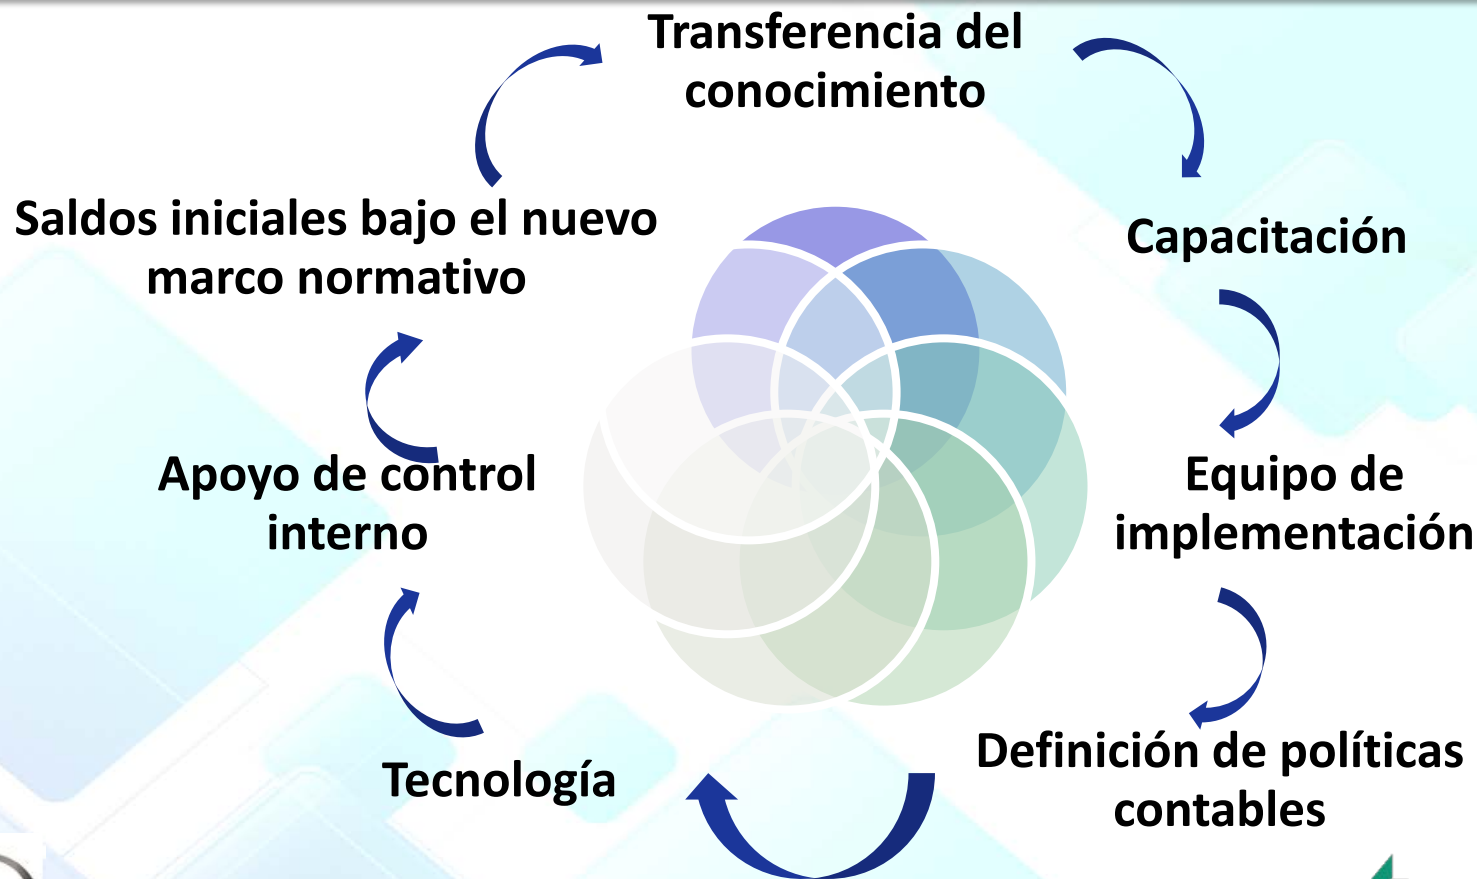 Transferencia del
conocimiento
Capacitación
Equipo de
implementación
Definición de políticas
contables
Tecnología
Apoyo de control
interno
Saldos iniciales bajo el nuevo
marco normativo